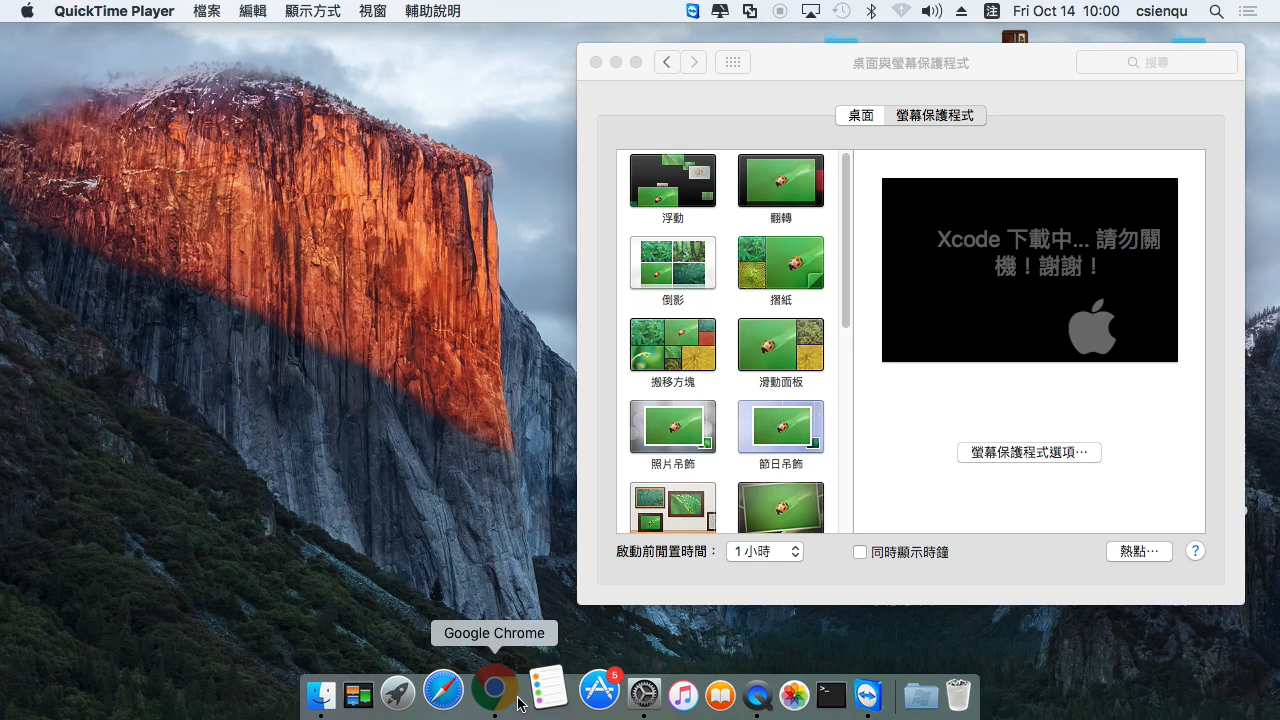 QuickTime Player 檔案 編輯 顯示方式 視窗 輔助說明 注 Fri Oct 14 10:00 csienqu
桌面與螢幕保護程式
搜尋
桌面 螢幕保護程式
浮動 翻轉
倒影 摺紙
搬移方塊 滑動面板
照片吊飾 節日吊飾
Xcode 下載中... 請勿關
機！謝謝！
螢幕保護程式選項⋯
啟動前閒置時間： 1 小時 同時顯示時鐘 熱點⋯ ?
Google Chrome
5